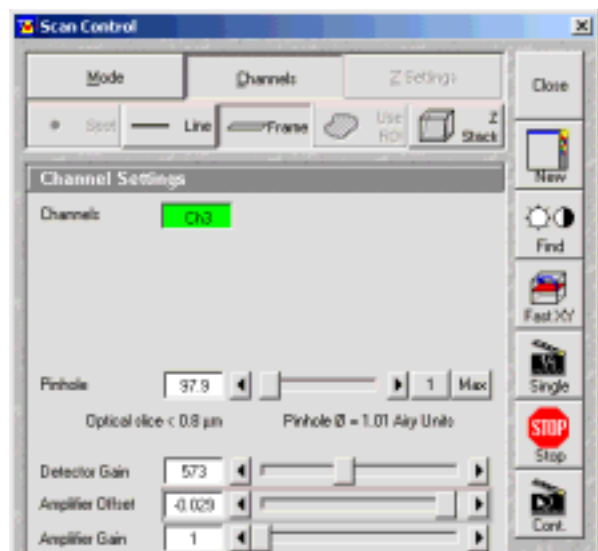 Scan Control
Mode Channels Z Settings Close
Spot Line Frame Use ROI Z Stack
New
Channel Settings
Channels Ch3
Find
Fast XY
Pinhole 97.9 1 Max Single
Optical slice < 0.8 µm Pinhole Ø = 1.01 Airy Units
STOP
Stop
Detector Gain 573
Amplifier Offset -0.029
Amplifier Gain 1 Cont.